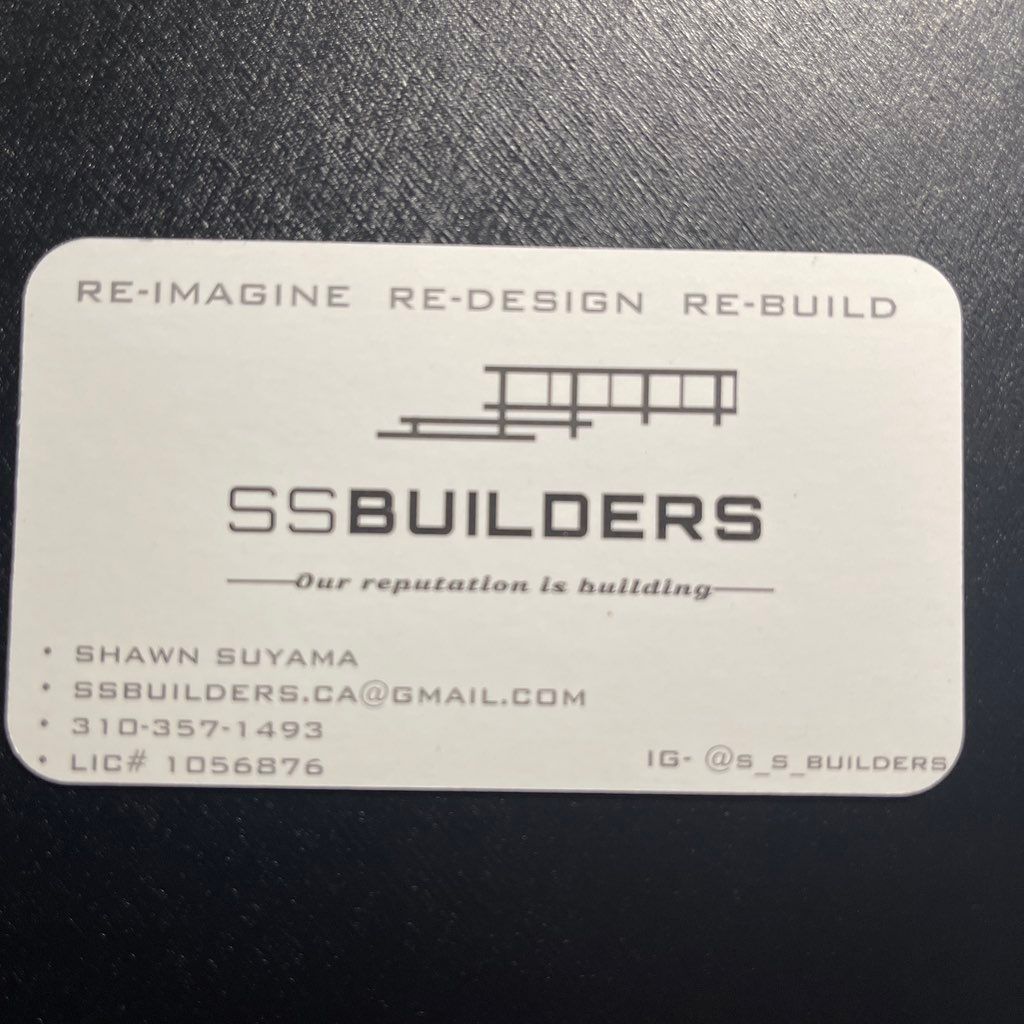 RE-IMAGINE RE-DESIGN RE-BUILD
SSBUILDERS
Our reputation is building
• SHAWN SUYAMA
• SSBUILDERS.CA@GMAIL.COM
• 310-357-1493
• LIC# 1056876
IG- @S_S_BUILDERS